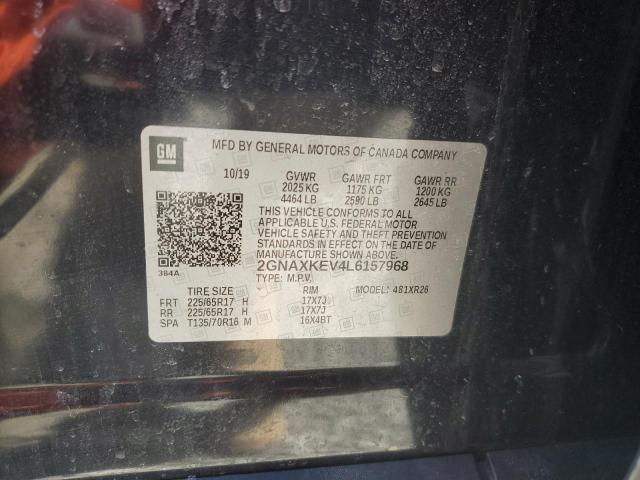 GM
MFD BY GENERAL MOTORS OF CANADA COMPANY
10/19 GVWR GAWR FRT GAWR RR
2025 KG 1175 KG 1200 KG
4464 LB 2590 LB 2645 LB
THIS VEHICLE CONFORMS TO ALL
APPLICABLE U.S. FEDERAL MOTOR
VEHICLE SAFETY AND THEFT PREVENTION
STANDARDS IN EFFECT ON THE DATE OF
MANUFACTURE SHOWN ABOVE.
384A
2GNAXKEV4L6157968
TYPE: M.P.V. MODEL: 481XR26
TIRE SIZE RIM
FRT 225/65R17 H 17X7J
RR 225/65R17 H 17X7J
SPA T135/70R16 M 16X4BT